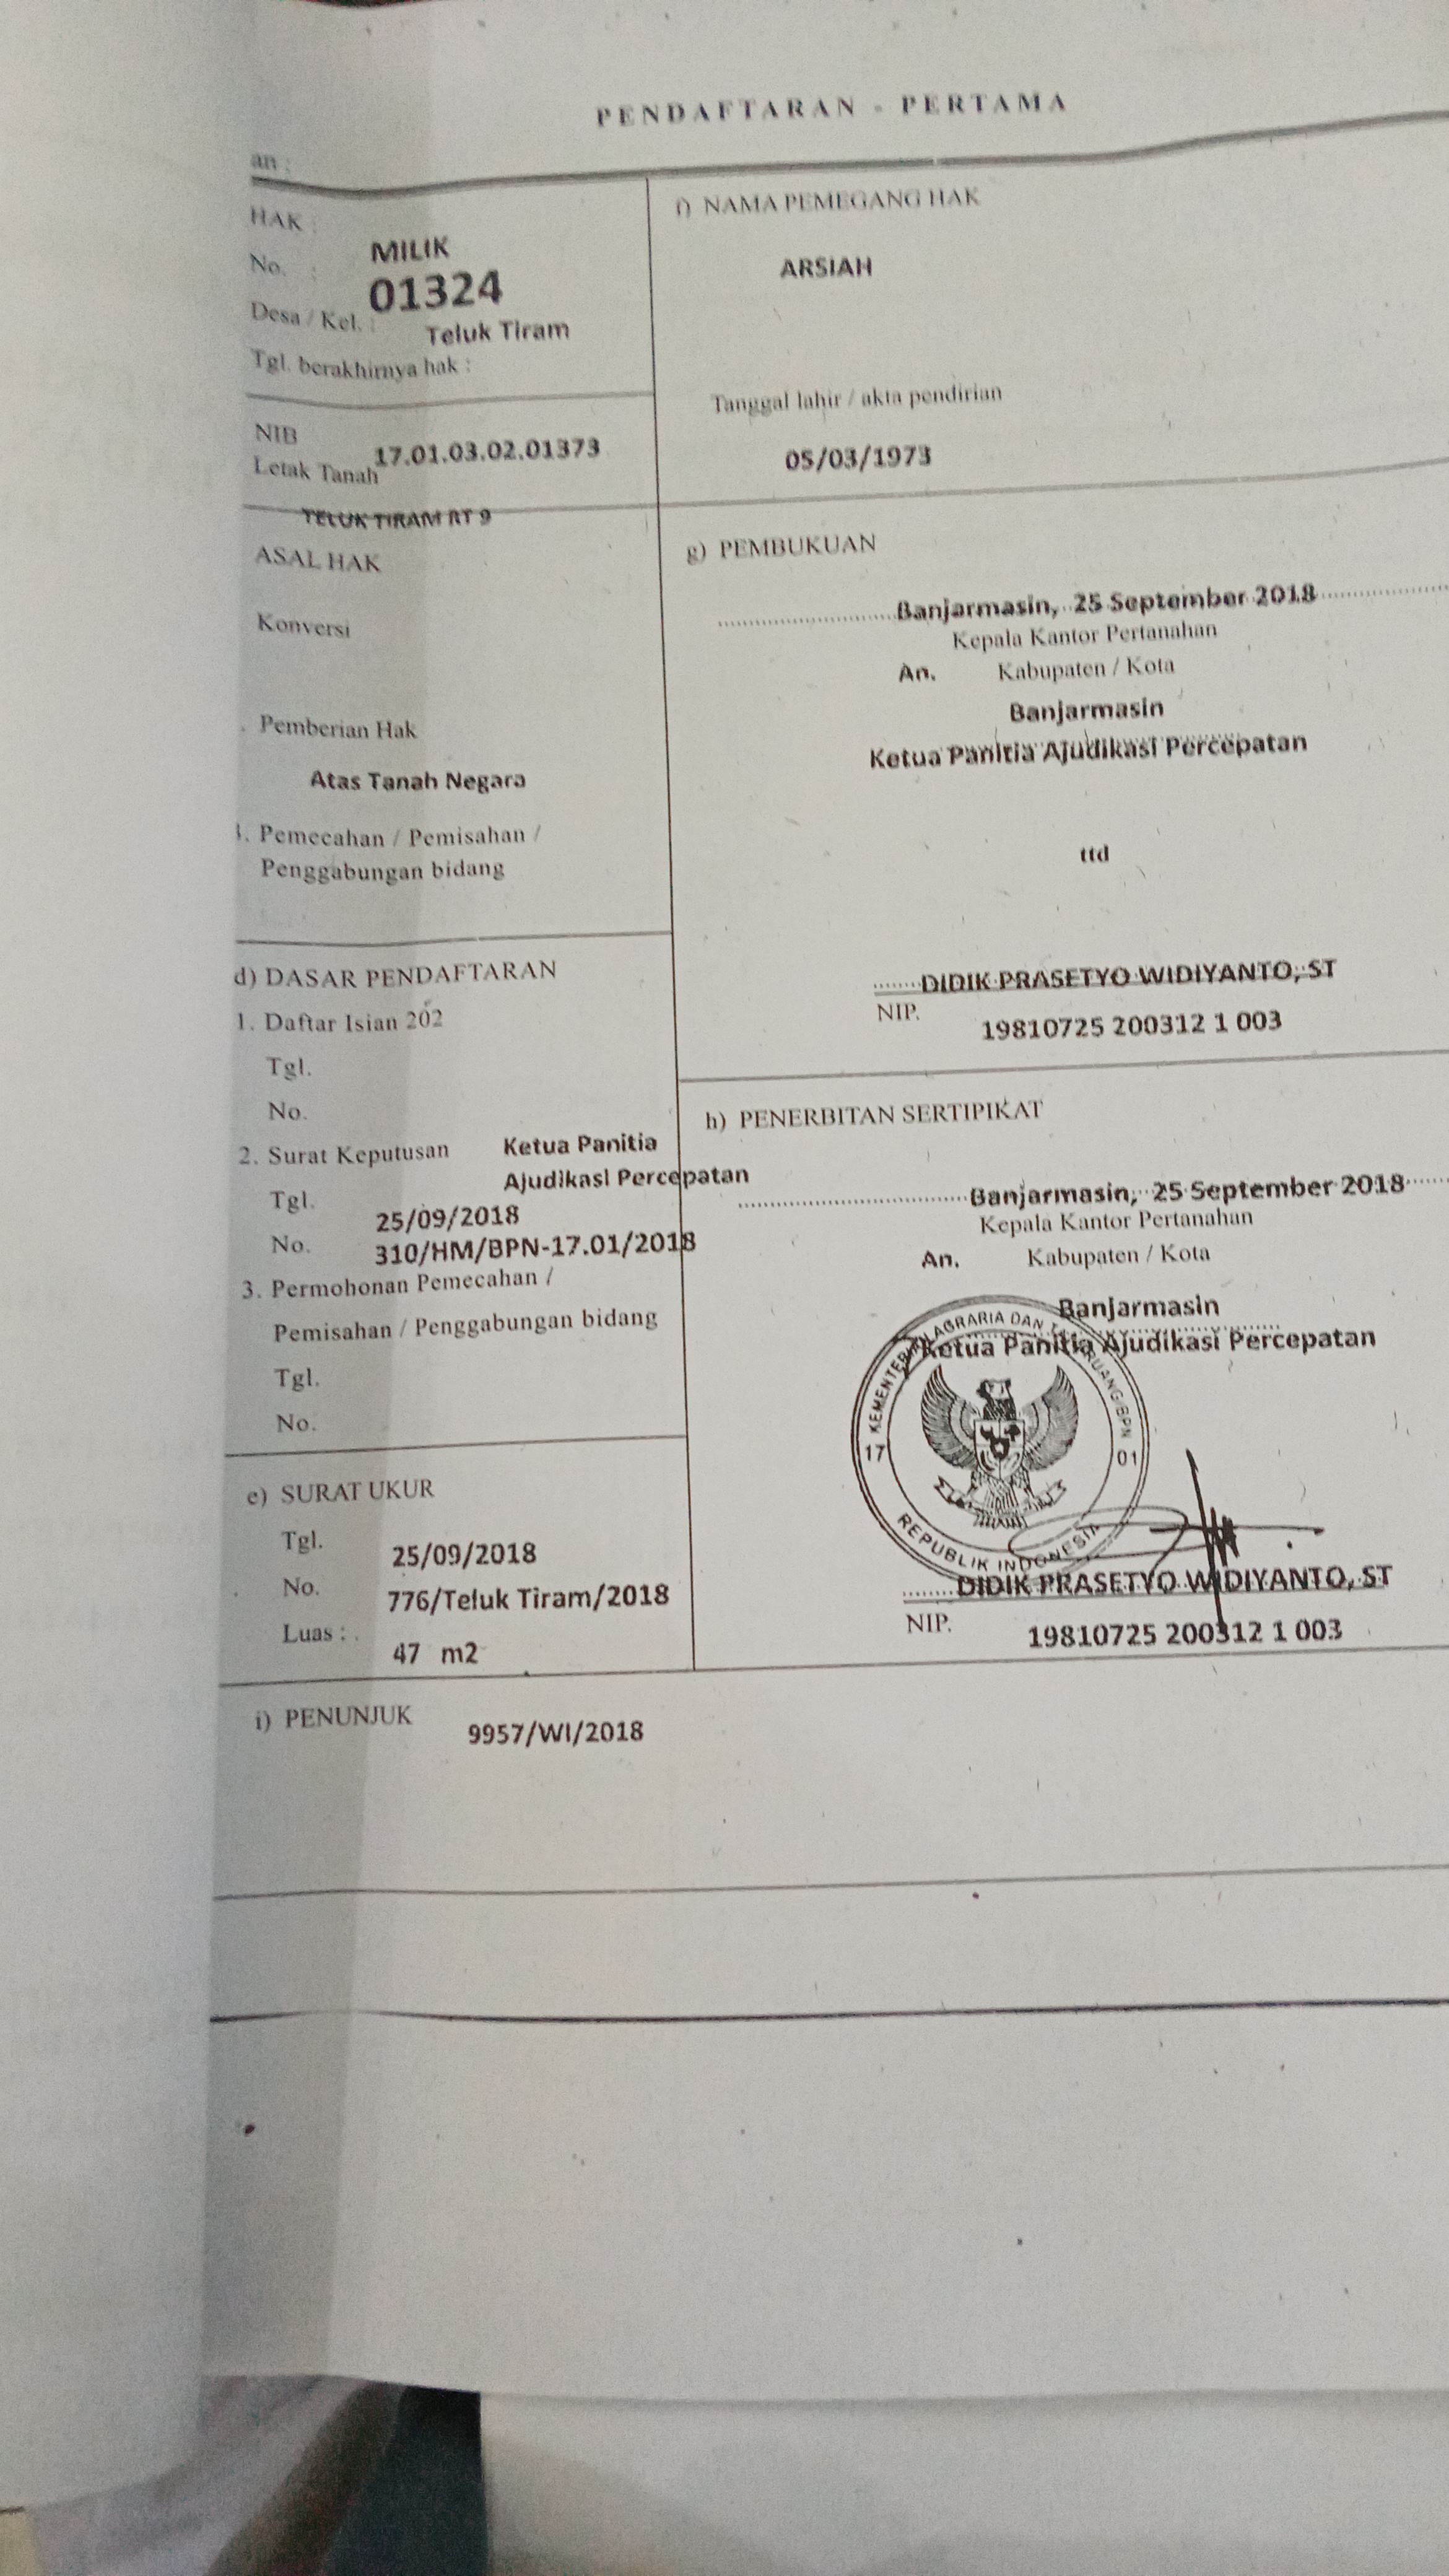 PENDAFTARAN - PERTAMA
an :
HAK :
MILIK
No. :
01324
Desa / Kel. :
Teluk Tiram
Tgl. berakhirnya hak :
NIB
17.01.03.02.01373
Letak Tanah
TELUK TIRAM RT 9
ASAL HAK
Konversi
Pemberian Hak
Atas Tanah Negara
Pemecahan / Pemisahan /
Penggabungan bidang
d) DASAR PENDAFTARAN
1. Daftar Isian 202
Tgl.
No.
2. Surat Keputusan Ketua Panitia
Ajudikasi Percepatan
Tgl. 25/09/2018
No. 310/HM/BPN-17.01/2018
3. Permohonan Pemecahan /
Pemisahan / Penggabungan bidang
Tgl.
No.
e) SURAT UKUR
Tgl. 25/09/2018
No. 776/Teluk Tiram/2018
Luas : 47 m2
f) NAMA PEMEGANG HAK
ARSIAH
Tanggal lahir / akta pendirian
05/03/1973
g) PEMBUKUAN
Banjarmasin, 25 September 2018
Kepala Kantor Pertanahan
An. Kabupaten / Kota
Banjarmasin
Ketua Panitia Ajudikasi Percepatan
ttd
DIDIK PRASETYO WIDIYANTO, ST
NIP. 19810725 200312 1 003
h) PENERBITAN SERTIPIKAT
Banjarmasin, 25 September 2018
Kepala Kantor Pertanahan
An. Kabupaten / Kota
Banjarmasin
Ketua Panitia Ajudikasi Percepatan
KEMENTERIAN AGRARIA DAN RUANG/BPN
17 01
REPUBLIK INDONESIA
DIDIK PRASETYO WIDIYANTO, ST
NIP. 19810725 200312 1 003
i) PENUNJUK 9957/WI/2018